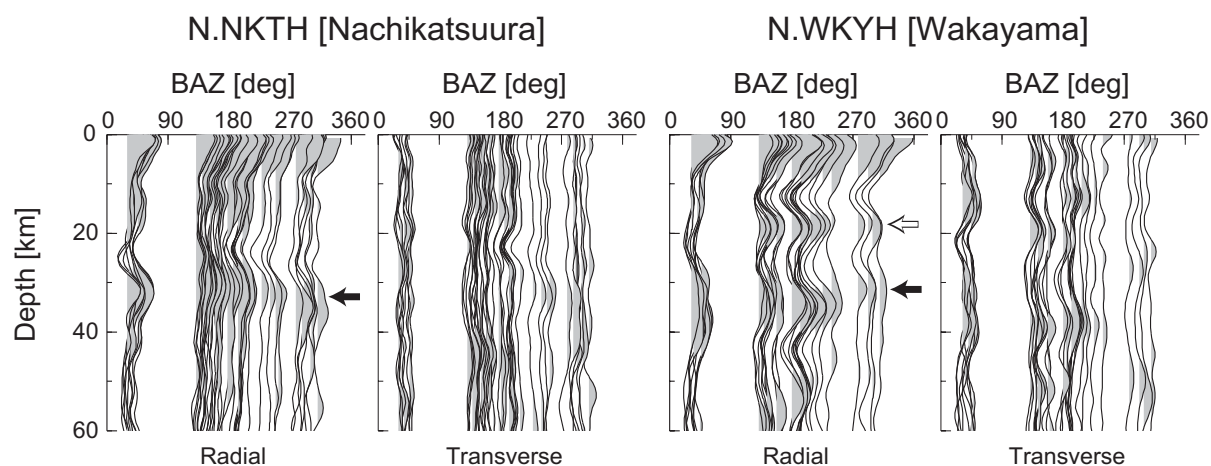 N.NKTH [Nachikatsuura] N.WKYH [Wakayama]
BAZ [deg] BAZ [deg] BAZ [deg] BAZ [deg]
0 90 180 270 360 0 90 180 270 360 0 90 180 270 360 0 90 180 270 360
0
20
40
60
Depth [km]
Radial Transverse Radial Transverse